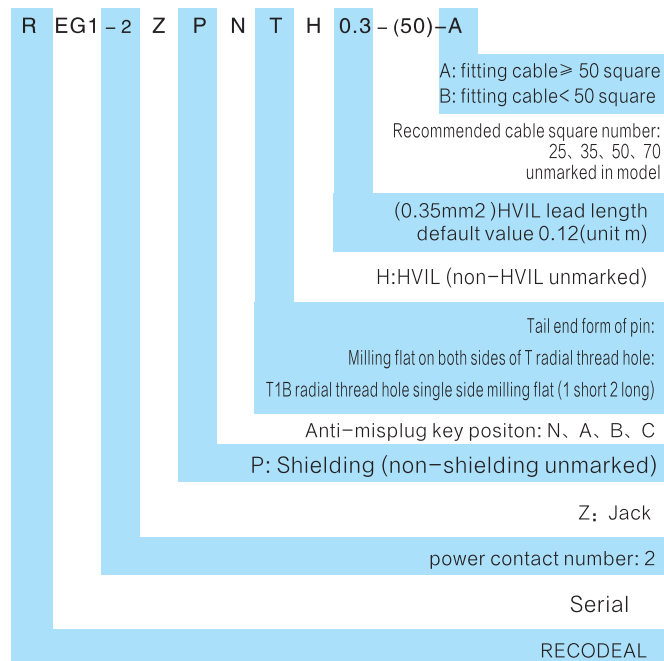 R EG1-2 Z P N T H 0.3-(50)-A
A: fitting cable≥ 50 square
B: fitting cable< 50 square
Recommended cable square number:
25、35、50、70
unmarked in model
(0.35mm2 )HVIL lead length
default value 0.12(unit m)
H:HVIL (non-HVIL unmarked)
Tail end form of pin:
Milling flat on both sides of T radial thread hole:
T1B radial thread hole single side milling flat (1 short 2 long)
Anti-misplug key positon: N、A、B、C
P: Shielding (non-shielding unmarked)
Z：Jack
power contact number: 2
Serial
RECODEAL